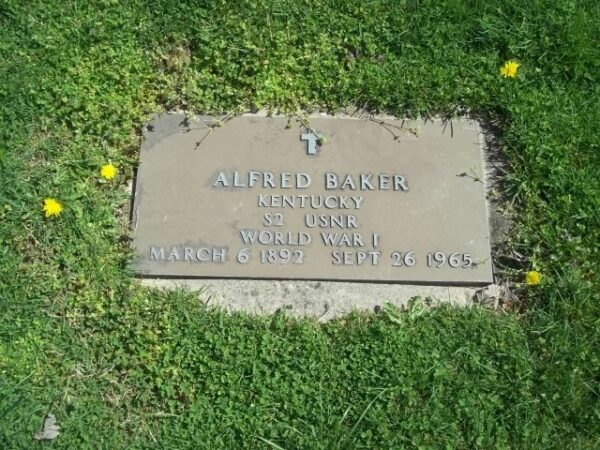 ALFRED BAKER
KENTUCKY
S2 USNR
WORLD WAR I
MARCH 6 1892 SEPT 26 1965